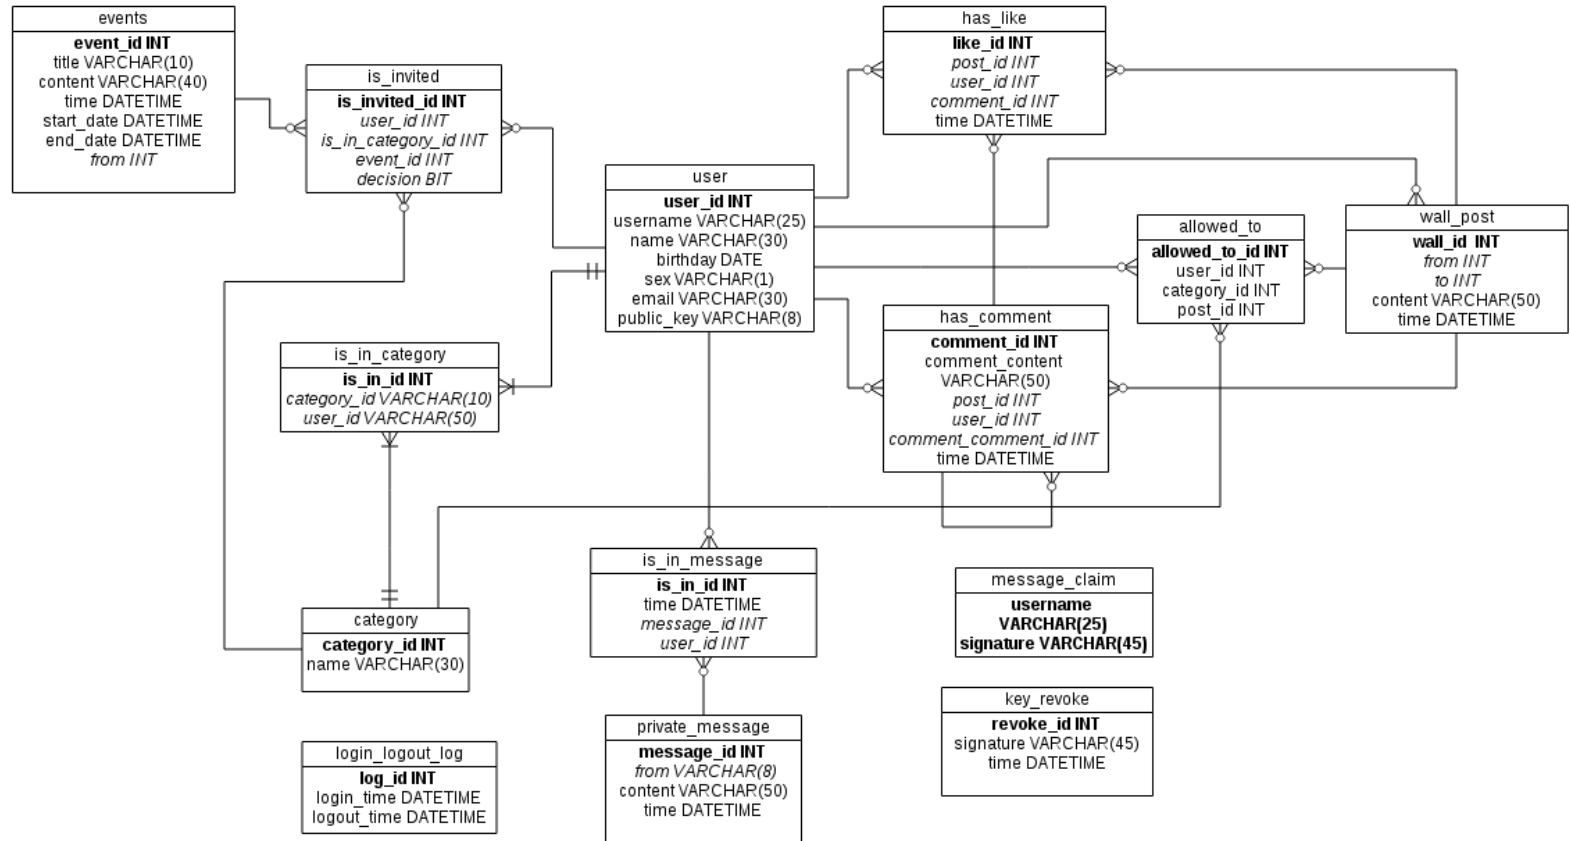 events
event_id INT
title VARCHAR(10)
content VARCHAR(40)
time DATETIME
start_date DATETIME
end_date DATETIME
from INT
is_invited
is_invited_id INT
user_id INT
is_in_category_id INT
event_id INT
decision BIT
has_like
like_id INT
post_id INT
user_id INT
comment_id INT
time DATETIME
user
user_id INT
username VARCHAR(25)
name VARCHAR(30)
birthday DATE
sex VARCHAR(1)
email VARCHAR(30)
public_key VARCHAR(8)
allowed_to
allowed_to_id INT
user_id INT
category_id INT
post_id INT
wall_post
wall_id INT
from INT
to INT
content VARCHAR(50)
time DATETIME
has_comment
comment_id INT
comment_content
VARCHAR(50)
post_id INT
user_id INT
comment_comment_id INT
time DATETIME
is_in_category
is_in_id INT
category_id VARCHAR(10)
user_id VARCHAR(50)
is_in_message
is_in_id INT
time DATETIME
message_id INT
user_id INT
message_claim
username
VARCHAR(25)
signature VARCHAR(45)
category
category_id INT
name VARCHAR(30)
key_revoke
revoke_id INT
signature VARCHAR(45)
time DATETIME
private_message
message_id INT
from VARCHAR(8)
content VARCHAR(50)
time DATETIME
login_logout_log
log_id INT
login_time DATETIME
logout_time DATETIME